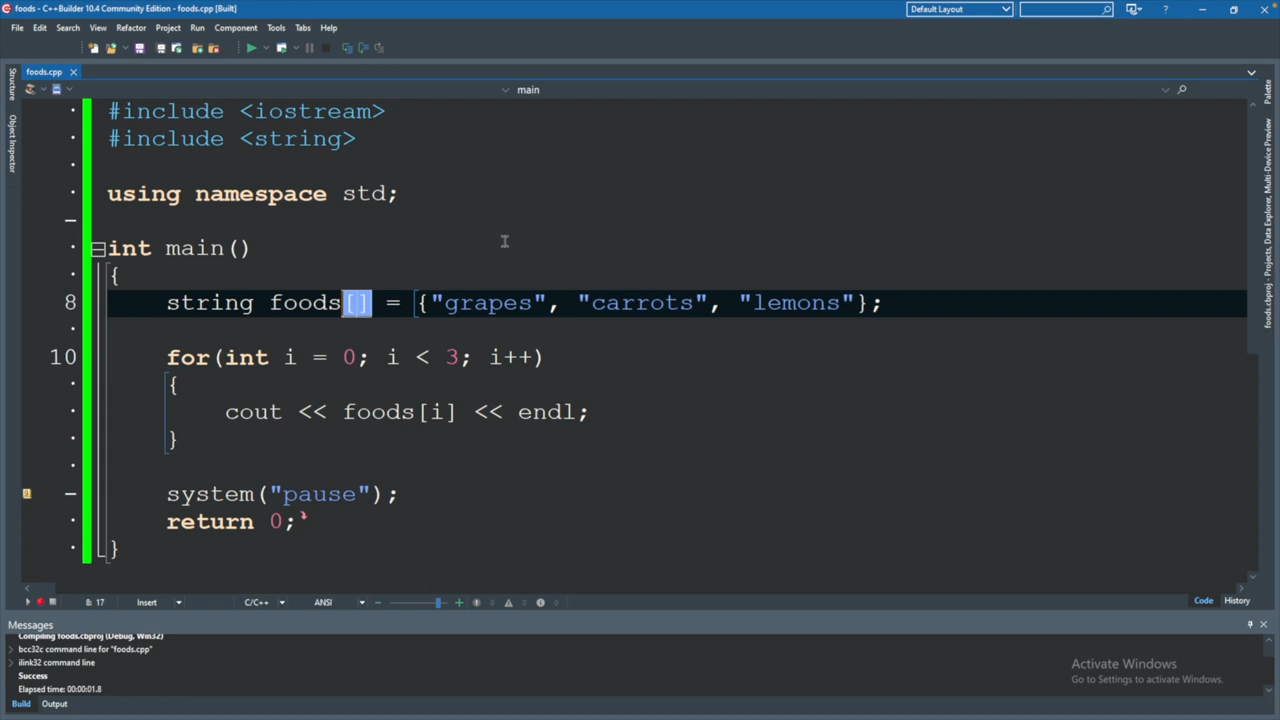 foods - C++Builder 10.4 Community Edition - foods.cpp [Built]
Default Layout
File Edit Search View Refactor Project Run Component Tools Tabs Help
foods.cpp
main
Structure
Object Inspector
Palette
foods.cbproj - Projects, Data Explorer, Multi-Device Preview
#include <iostream>
#include <string>
using namespace std;
int main()
{
8 string foods[] = {"grapes", "carrots", "lemons"};
10 for(int i = 0; i < 3; i++)
{
cout << foods[i] << endl;
}
system("pause");
return 0;
}
8: 17 Insert C/C++ ANSI 0 0 0 Code History
Messages
Compiling foods.cbproj (Debug, Win32)
bcc32c command line for "foods.cpp"
ilink32 command line
Success
Elapsed time: 00:00:01.8
Build Output
Activate Windows
Go to Settings to activate Windows.